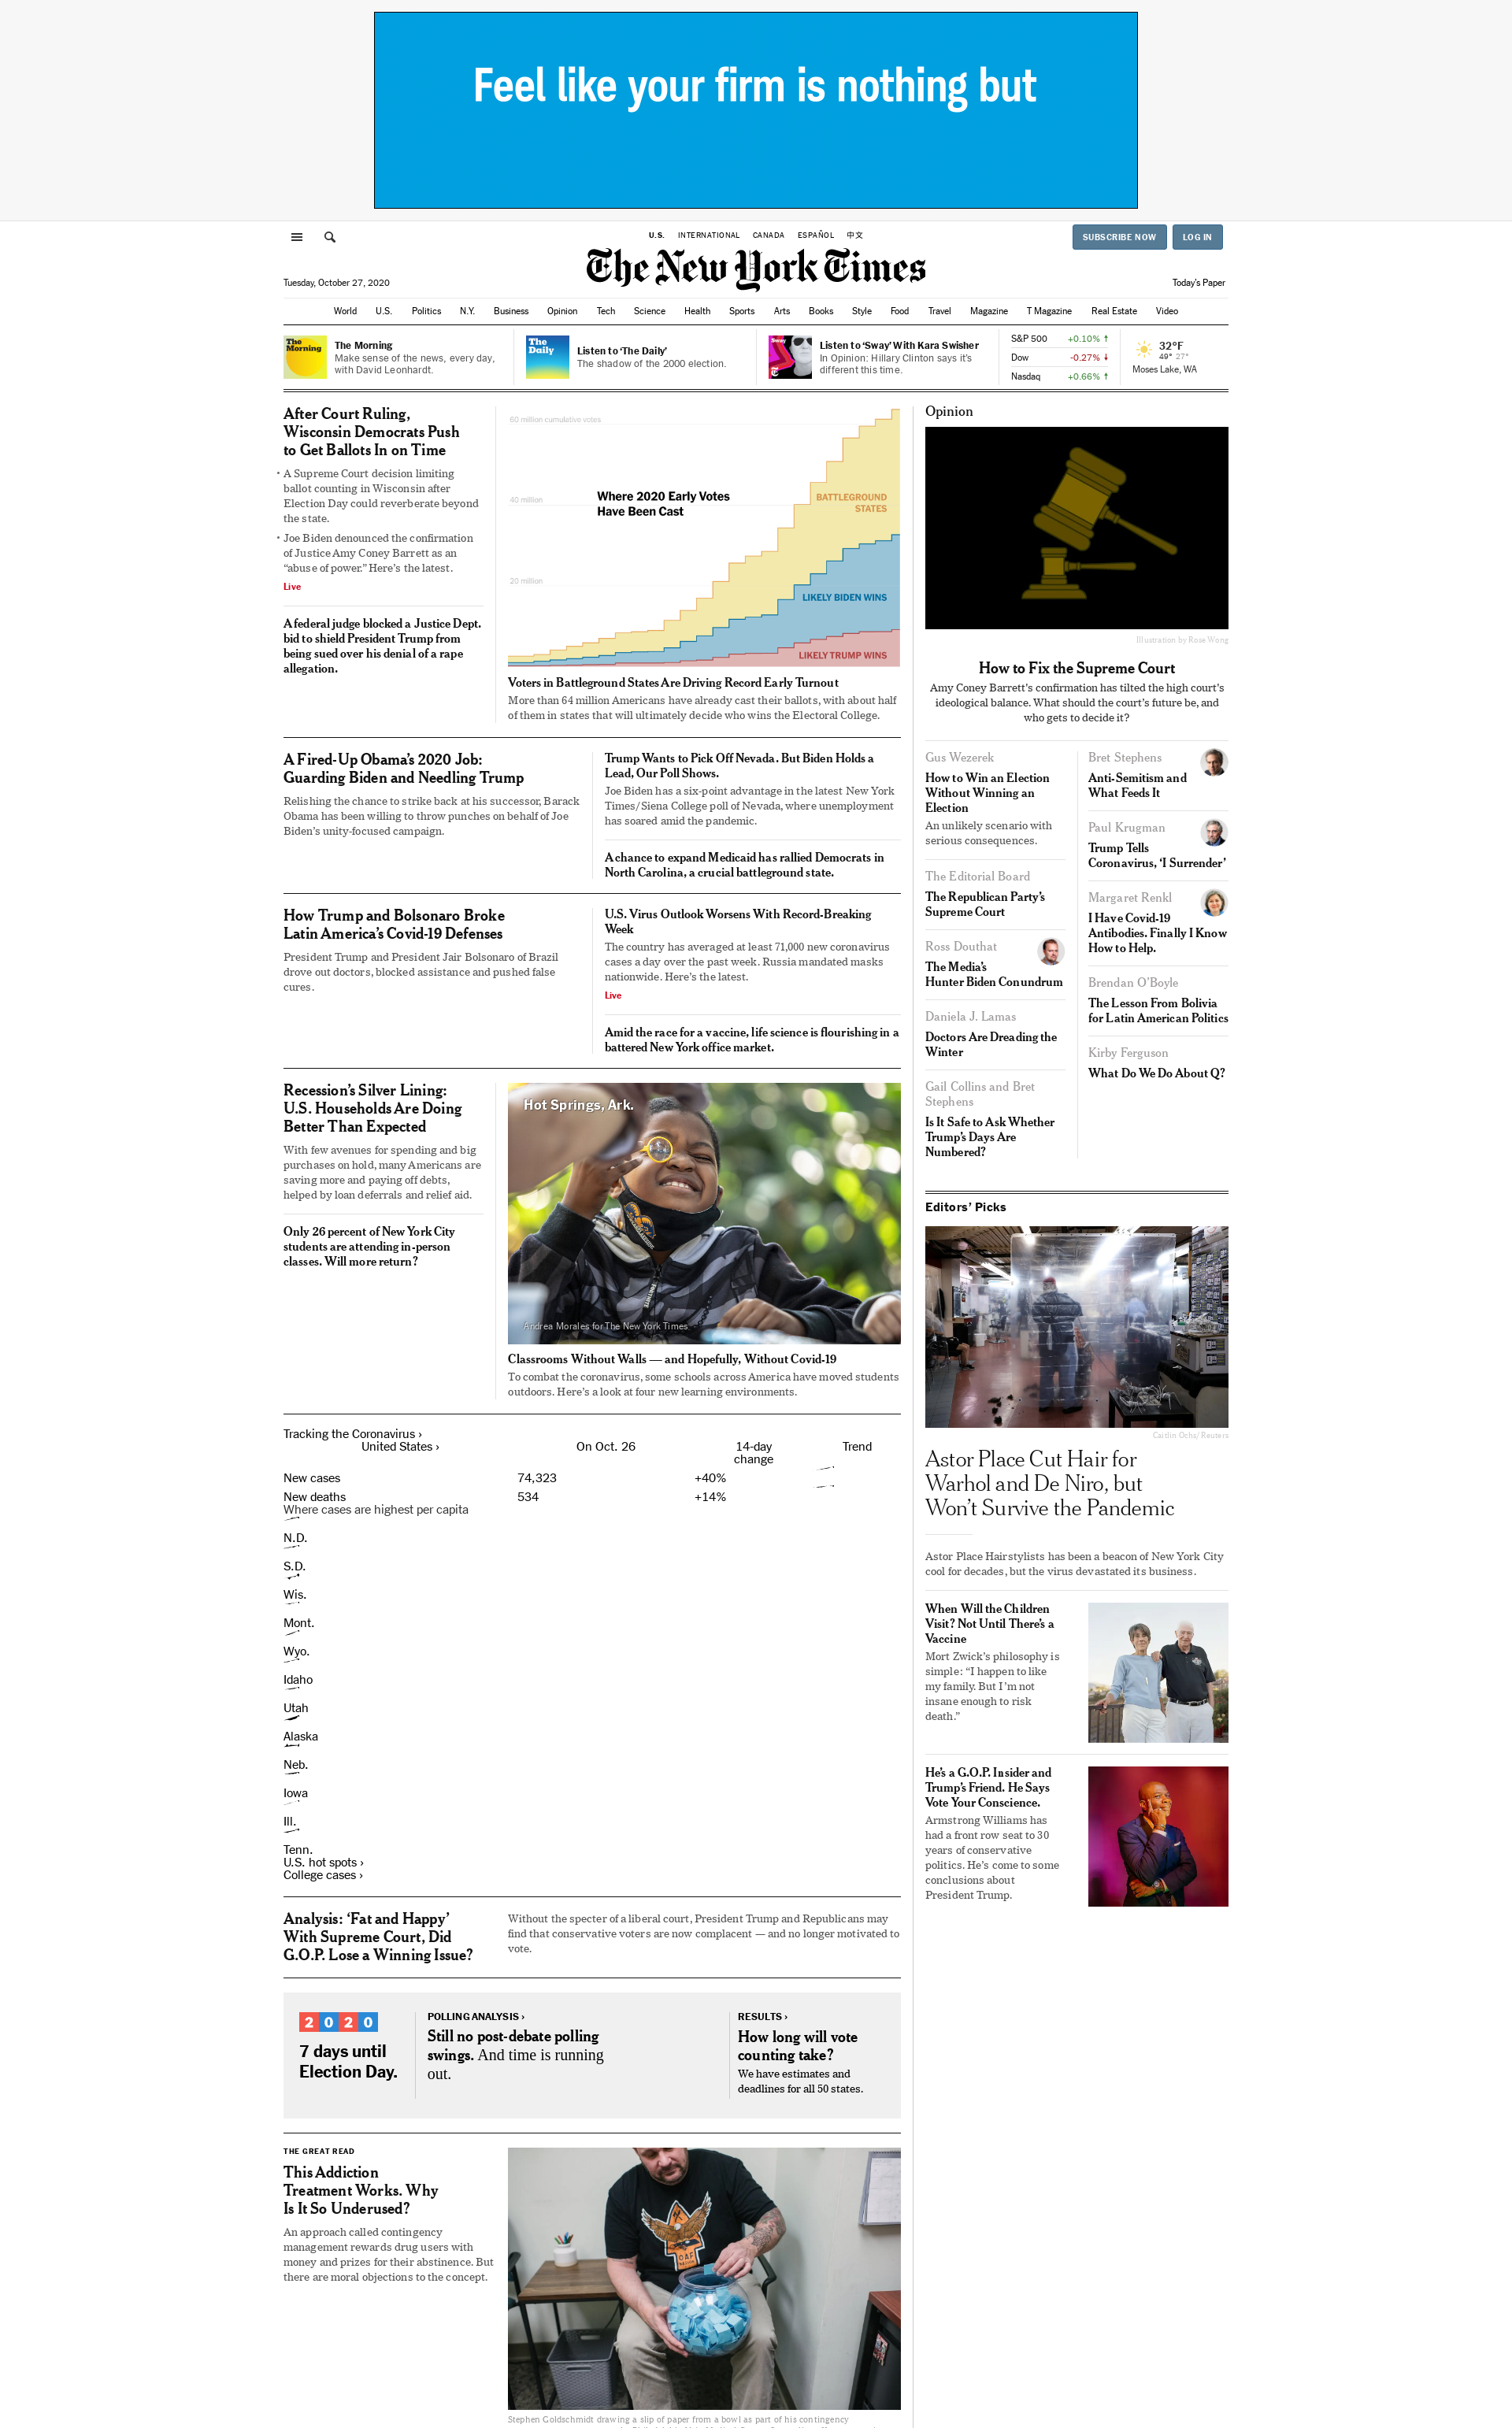 Feel like your firm is nothing but
U.S. INTERNATIONAL CANADA ESPAÑOL 中文
SUBSCRIBE NOW LOG IN
The New York Times
Tuesday, October 27, 2020
Today's Paper
World U.S. Politics N.Y. Business Opinion Tech Science Health Sports Arts Books Style Food Travel Magazine T Magazine Real Estate Video
The Morning
The Morning
Make sense of the news, every day,
with David Leonhardt.
The Daily
Listen to ‘The Daily’
The shadow of the 2000 election.
Sway
Listen to ‘Sway’ With Kara Swisher
In Opinion: Hillary Clinton says it's
different this time.
S&P 500 +0.10% ↑
Dow -0.27% ↓
Nasdaq +0.66% ↑
32°F
49° 27°
Moses Lake, WA
After Court Ruling,
Wisconsin Democrats Push
to Get Ballots In on Time
• A Supreme Court decision limiting
ballot counting in Wisconsin after
Election Day could reverberate beyond
the state.
• Joe Biden denounced the confirmation
of Justice Amy Coney Barrett as an
“abuse of power.” Here’s the latest.
Live
A federal judge blocked a Justice Dept.
bid to shield President Trump from
being sued over his denial of a rape
allegation.
60 million cumulative votes
40 million
20 million
Where 2020 Early Votes
Have Been Cast
BATTLEGROUND
STATES
LIKELY BIDEN WINS
LIKELY TRUMP WINS
Voters in Battleground States Are Driving Record Early Turnout
More than 64 million Americans have already cast their ballots, with about half
of them in states that will ultimately decide who wins the Electoral College.
A Fired-Up Obama’s 2020 Job:
Guarding Biden and Needling Trump
Relishing the chance to strike back at his successor, Barack
Obama has been willing to throw punches on behalf of Joe
Biden’s unity-focused campaign.
Trump Wants to Pick Off Nevada. But Biden Holds a
Lead, Our Poll Shows.
Joe Biden has a six-point advantage in the latest New York
Times/Siena College poll of Nevada, where unemployment
has soared amid the pandemic.
A chance to expand Medicaid has rallied Democrats in
North Carolina, a crucial battleground state.
How Trump and Bolsonaro Broke
Latin America’s Covid-19 Defenses
President Trump and President Jair Bolsonaro of Brazil
drove out doctors, blocked assistance and pushed false
cures.
U.S. Virus Outlook Worsens With Record-Breaking
Week
The country has averaged at least 71,000 new coronavirus
cases a day over the past week. Russia mandated masks
nationwide. Here’s the latest.
Live
Amid the race for a vaccine, life science is flourishing in a
battered New York office market.
Recession’s Silver Lining:
U.S. Households Are Doing
Better Than Expected
With few avenues for spending and big
purchases on hold, many Americans are
saving more and paying off debts,
helped by loan deferrals and relief aid.
Only 26 percent of New York City
students are attending in-person
classes. Will more return?
Hot Springs, Ark.
Andrea Morales for The New York Times
Classrooms Without Walls — and Hopefully, Without Covid-19
To combat the coronavirus, some schools across America have moved students
outdoors. Here’s a look at four new learning environments.
Tracking the Coronavirus ›
United States › On Oct. 26 14-day
change Trend
New cases 74,323 +40%
New deaths 534 +14%
Where cases are highest per capita
N.D.
S.D.
Wis.
Mont.
Wyo.
Idaho
Utah
Alaska
Neb.
Iowa
Ill.
Tenn.
U.S. hot spots ›
College cases ›
Analysis: ‘Fat and Happy’
With Supreme Court, Did
G.O.P. Lose a Winning Issue?
Without the specter of a liberal court, President Trump and Republicans may
find that conservative voters are now complacent — and no longer motivated to
vote.
2020
7 days until
Election Day.
POLLING ANALYSIS ›
Still no post-debate polling
swings. And time is running
out.
RESULTS ›
How long will vote
counting take?
We have estimates and
deadlines for all 50 states.
THE GREAT READ
This Addiction
Treatment Works. Why
Is It So Underused?
An approach called contingency
management rewards drug users with
money and prizes for their abstinence. But
there are moral objections to the concept.
Stephen Goldschmidt drawing a slip of paper from a bowl as part of his contingency
Opinion
Illustration by Rose Wong
How to Fix the Supreme Court
Amy Coney Barrett’s confirmation has tilted the high court’s
ideological balance. What should the court’s future be, and
who gets to decide it?
Gus Wezerek
How to Win an Election
Without Winning an
Election
An unlikely scenario with
serious consequences.
The Editorial Board
The Republican Party’s
Supreme Court
Ross Douthat
The Media’s
Hunter Biden Conundrum
Daniela J. Lamas
Doctors Are Dreading the
Winter
Gail Collins and Bret
Stephens
Is It Safe to Ask Whether
Trump’s Days Are
Numbered?
Bret Stephens
Anti-Semitism and
What Feeds It
Paul Krugman
Trump Tells
Coronavirus, ‘I Surrender’
Margaret Renkl
I Have Covid-19
Antibodies. Finally I Know
How to Help.
Brendan O’Boyle
The Lesson From Bolivia
for Latin American Politics
Kirby Ferguson
What Do We Do About Q?
Editors’ Picks
Caitlin Ochs/Reuters
Astor Place Cut Hair for
Warhol and De Niro, but
Won’t Survive the Pandemic
Astor Place Hairstylists has been a beacon of New York City
cool for decades, but the virus devastated its business.
When Will the Children
Visit? Not Until There’s a
Vaccine
Mort Zwick’s philosophy is
simple: “I happen to like
my family. But I’m not
insane enough to risk
death.”
He’s a G.O.P. Insider and
Trump’s Friend. He Says
Vote Your Conscience.
Armstrong Williams has
had a front row seat to 30
years of conservative
politics. He’s come to some
conclusions about
President Trump.